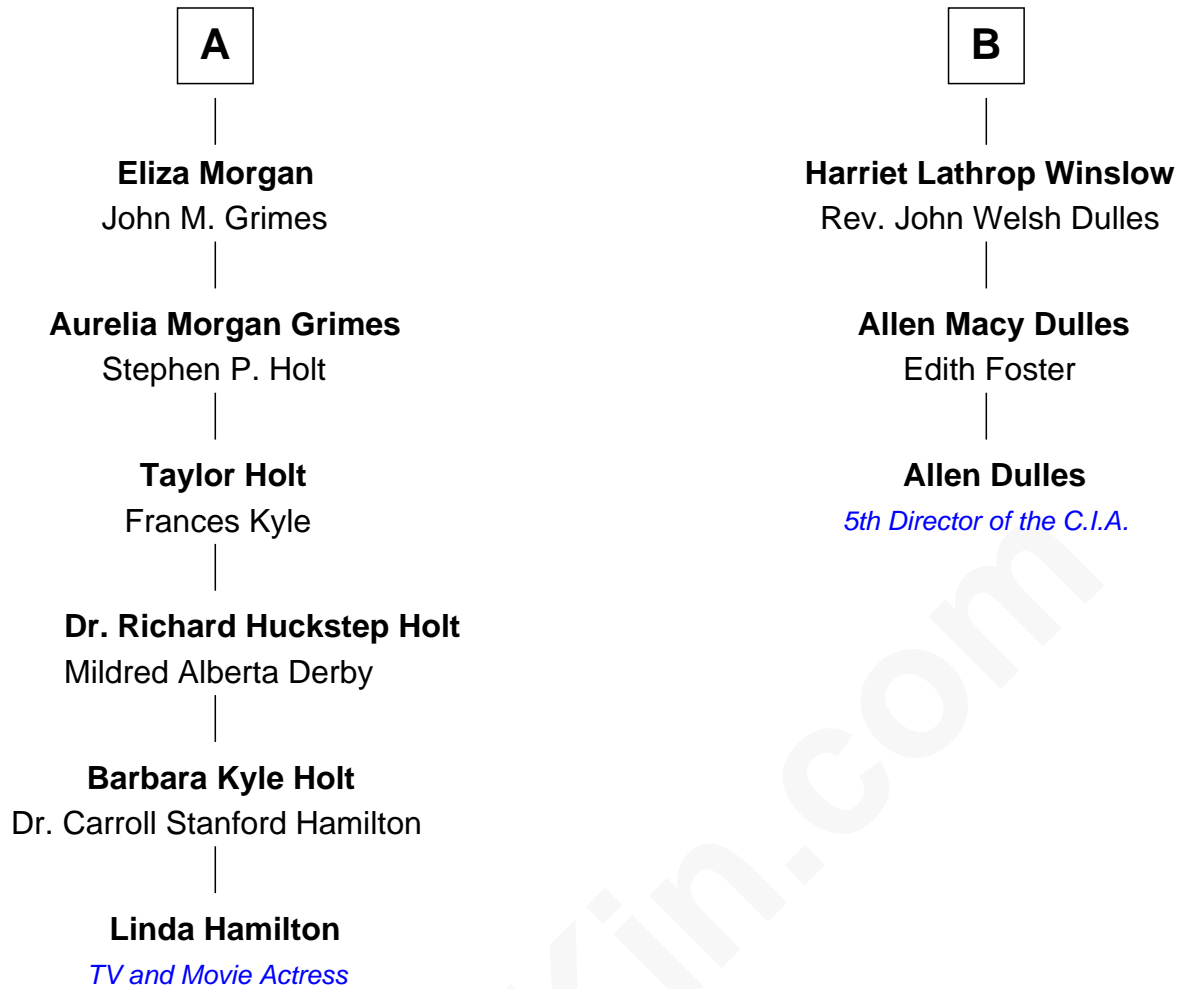 A
Eliza Morgan
John M. Grimes
Aurelia Morgan Grimes
Stephen P. Holt
Taylor Holt
Frances Kyle
Dr. Richard Huckstep Holt
Mildred Alberta Derby
Barbara Kyle Holt
Dr. Carroll Stanford Hamilton
Linda Hamilton
TV and Movie Actress
B
Harriet Lathrop Winslow
Rev. John Welsh Dulles
Allen Macy Dulles
Edith Foster
Allen Dulles
5th Director of the C.I.A.
Kin.com